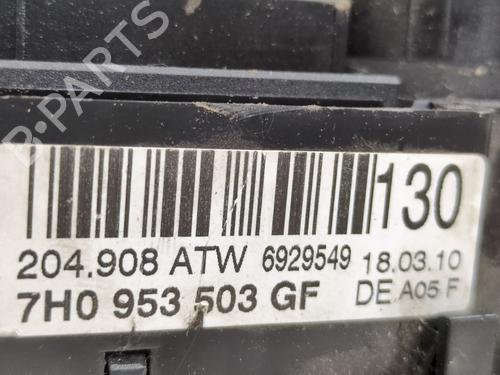 B-PARTS
130
204.908 ATW 6929549 18.03.10
7H0 953 503 GF DE A05 F